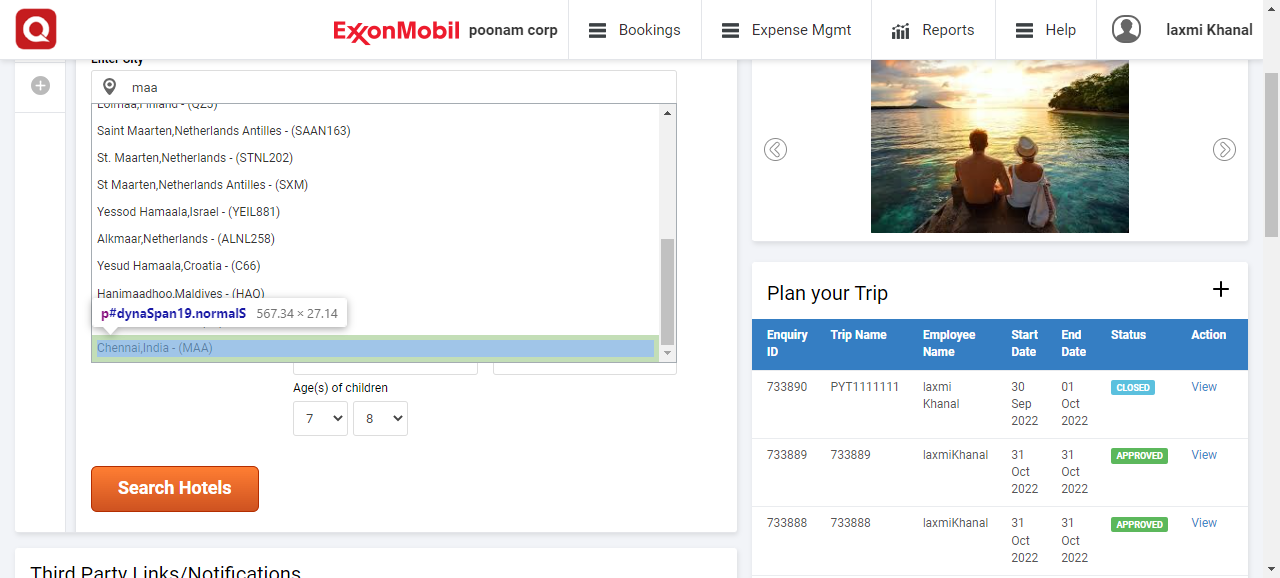 ExxonMobil poonam corp
Bookings
Expense Mgmt
Reports
Help
laxmi Khanal
Enter City
maa
Loimaa,Finland - (QZJ)
Saint Maarten,Netherlands Antilles - (SAAN163)
St. Maarten,Netherlands - (STNL202)
St Maarten,Netherlands Antilles - (SXM)
Yessod Hamaala,Israel - (YEIL881)
Alkmaar,Netherlands - (ALNL258)
Yesud Hamaala,Croatia - (C66)
Hanimaadhoo,Maldives - (HAQ)
p#dynaSpan19.normalS 567.34 × 27.14
Chennai,India - (MAA)
Age(s) of children
7 8
Search Hotels
Third Party Links/Notifications
Plan your Trip
Enquiry ID Trip Name Employee Name Start Date End Date Status Action
733890 PYT1111111 laxmi Khanal 30 Sep 2022 01 Oct 2022 CLOSED View
733889 733889 laxmiKhanal 31 Oct 2022 31 Oct 2022 APPROVED View
733888 733888 laxmiKhanal 31 Oct 2022 31 Oct 2022 APPROVED View